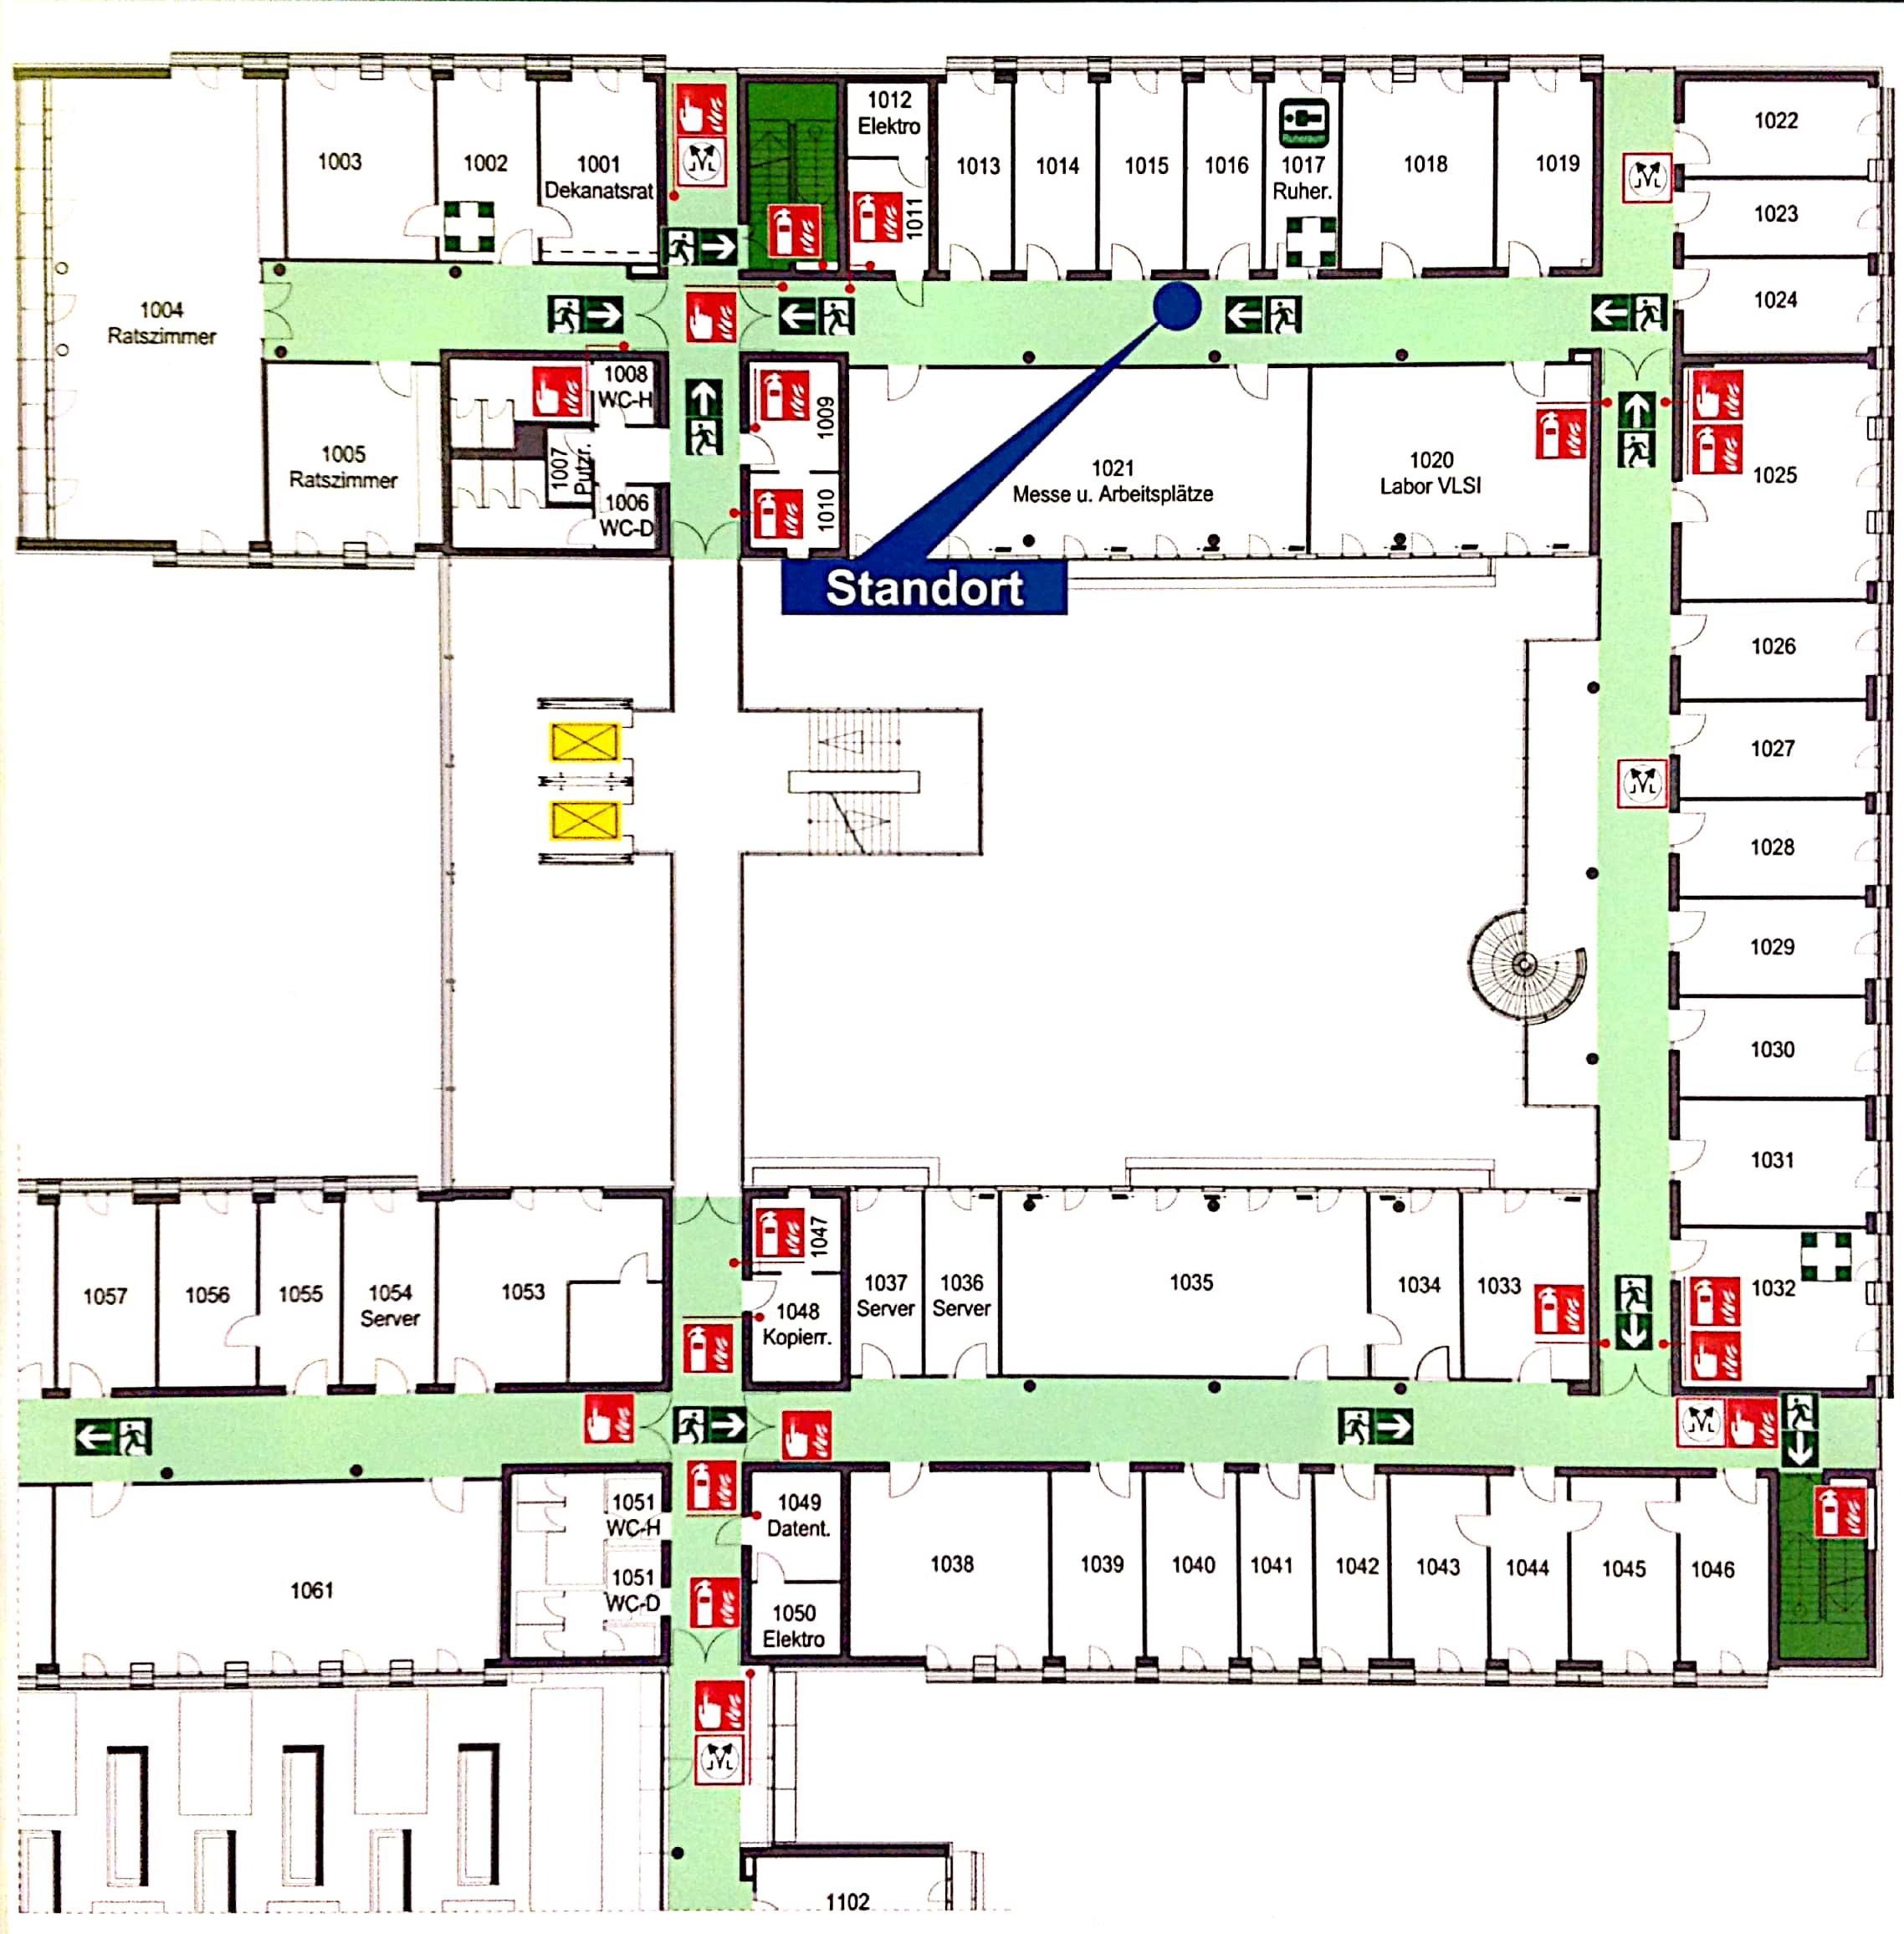 1012
Elektro
1003
1002
1001
Dekanatsrat
1011
1013
1014
1015
1016
Ruheraum
1017
Ruher.
1018
1019
1022
1023
1024
1004
Ratszimmer
1005
Ratszimmer
1008
WC-H
1007
Putzr.
1006
WC-D
1009
1010
1021
Messe u. Arbeitsplätze
1020
Labor VLSI
1025
Standort
1026
1027
1028
1029
1030
1031
1032
1057
1056
1055
1054
Server
1053
1047
1048
Kopierr.
1037
Server
1036
Server
1035
1034
1033
1061
1051
WC-H
1051
WC-D
1049
Datent.
1050
Elektro
1038
1039
1040
1041
1042
1043
1044
1045
1046
1102